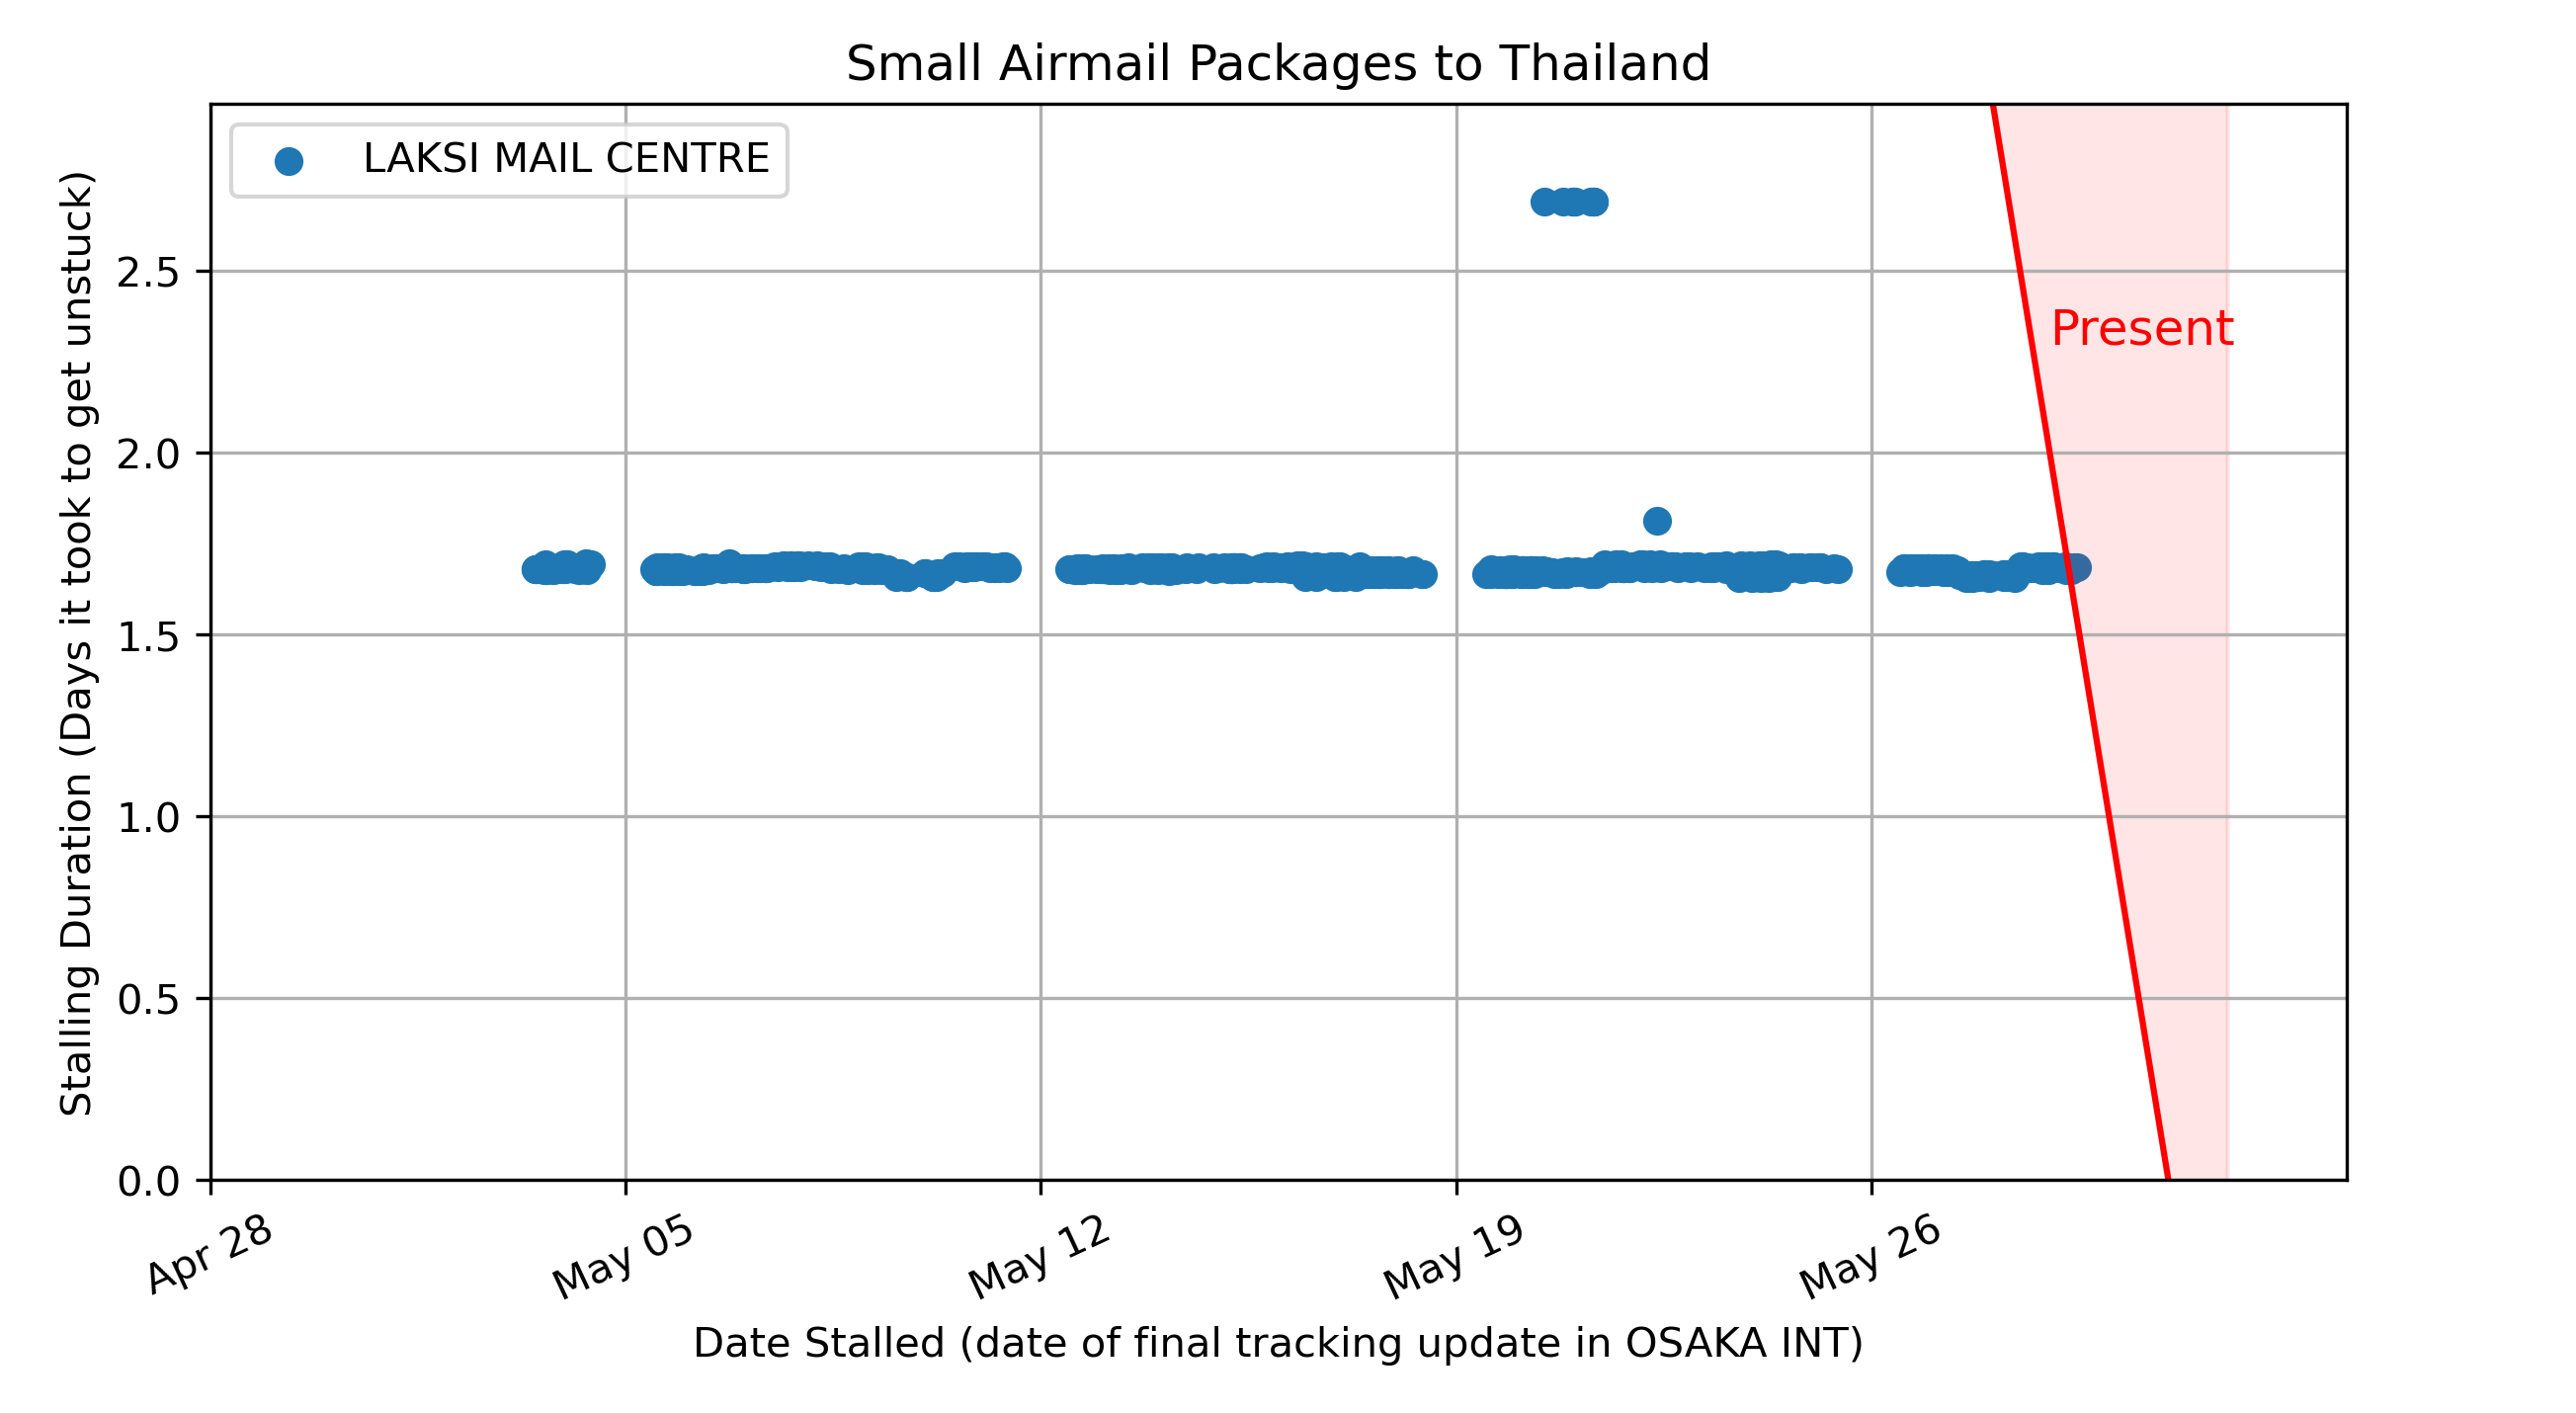 Small Airmail Packages to Thailand
LAKSI MAIL CENTRE
Present
Stalling Duration (Days it took to get unstuck)
2.5
2.0
1.5
1.0
0.5
0.0
Apr 28
May 05
May 12
May 19
May 26
Date Stalled (date of final tracking update in OSAKA INT)